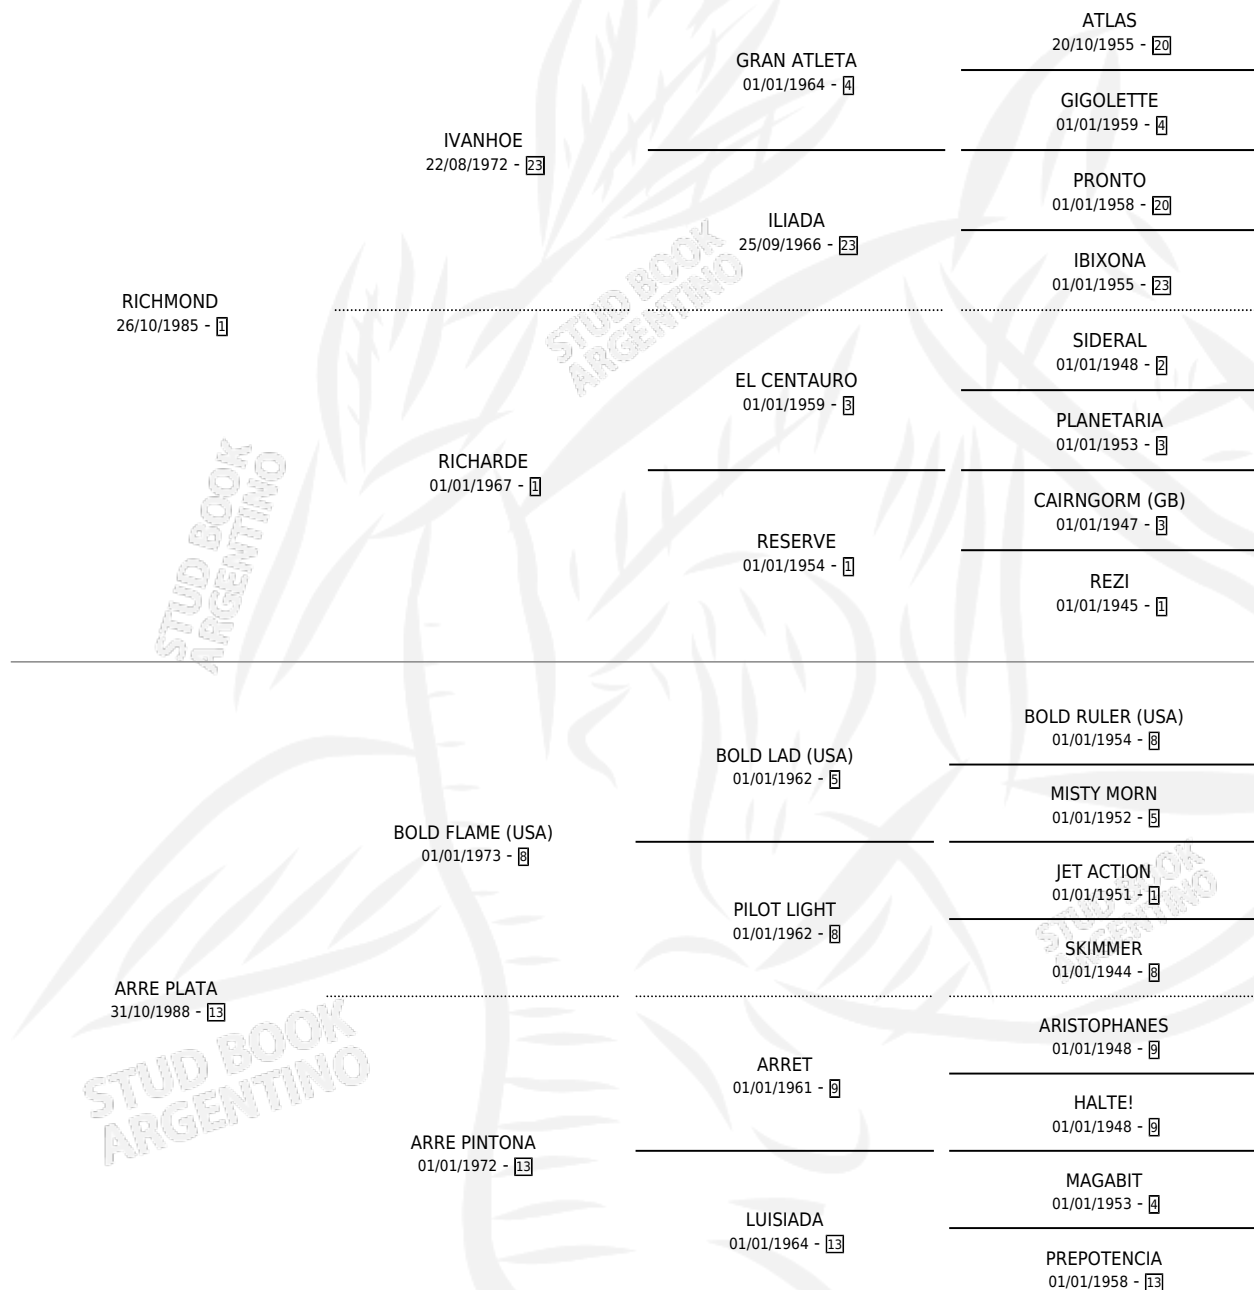 ATLAS
20/10/1955 - 20
GRAN ATLETA
01/01/1964 - 4
GIGOLETTE
01/01/1959 - 4
IVANHOE
22/08/1972 - 23
PRONTO
01/01/1958 - 20
ILIADA
25/09/1966 - 23
IBIXONA
01/01/1955 - 23
RICHMOND
26/10/1985 - 1
SIDERAL
01/01/1948 - 2
EL CENTAURO
01/01/1959 - 3
PLANETARIA
01/01/1953 - 3
RICHARDE
01/01/1967 - 1
CAIRNGORM (GB)
01/01/1947 - 3
RESERVE
01/01/1954 - 1
REZI
01/01/1945 - 1
BOLD RULER (USA)
01/01/1954 - 8
BOLD LAD (USA)
01/01/1962 - 5
MISTY MORN
01/01/1952 - 5
BOLD FLAME (USA)
01/01/1973 - 8
JET ACTION
01/01/1951 - 1
PILOT LIGHT
01/01/1962 - 8
SKIMMER
01/01/1944 - 8
ARRE PLATA
31/10/1988 - 13
ARISTOPHANES
01/01/1948 - 9
ARRET
01/01/1961 - 9
HALTE!
01/01/1948 - 9
ARRE PINTONA
01/01/1972 - 13
MAGABIT
01/01/1953 - 4
LUISIADA
01/01/1964 - 13
PREPOTENCIA
01/01/1958 - 13
STUD BOOK
ARGENTINO
STUD BOOK
ARGENTINO
STUD BOOK
ARGENTINO
STUD BOOK
ARGENTINO